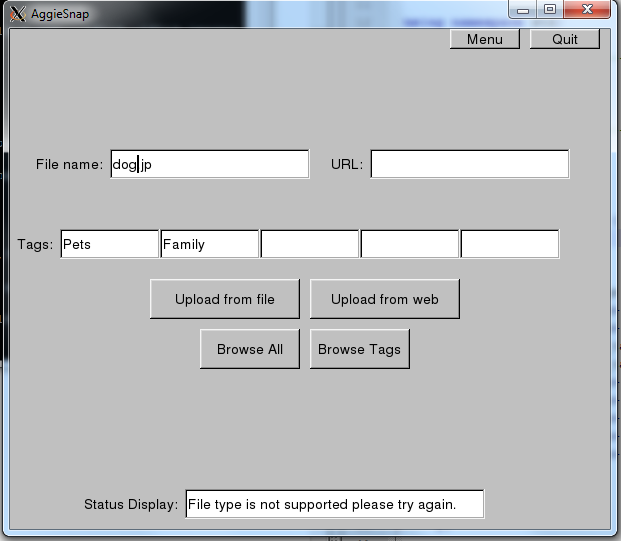 AggieSnap
Menu Quit
File name: dog.jp URL:
Tags: Pets Family
Upload from file Upload from web
Browse All Browse Tags
Status Display: File type is not supported please try again.